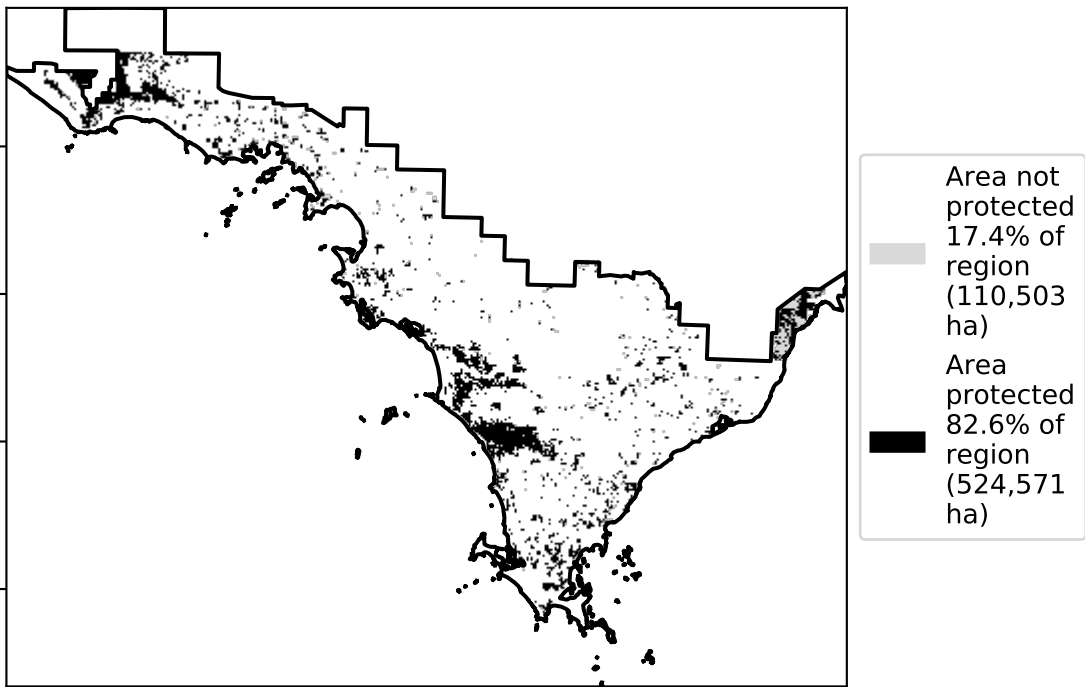 Area not
protected
17.4% of
region
(110,503
ha)
Area
protected
82.6% of
region
(524,571
ha)